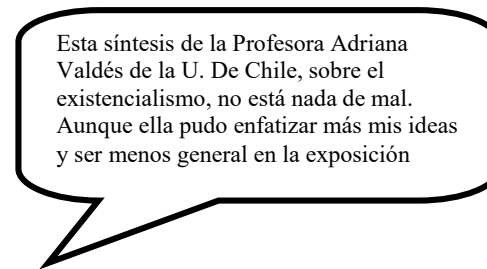 Esta síntesis de la Profesora Adriana
Valdés de la U. De Chile, sobre el
existencialismo, no está nada de mal.
Aunque ella pudo enfatizar más mis ideas
y ser menos general en la exposición